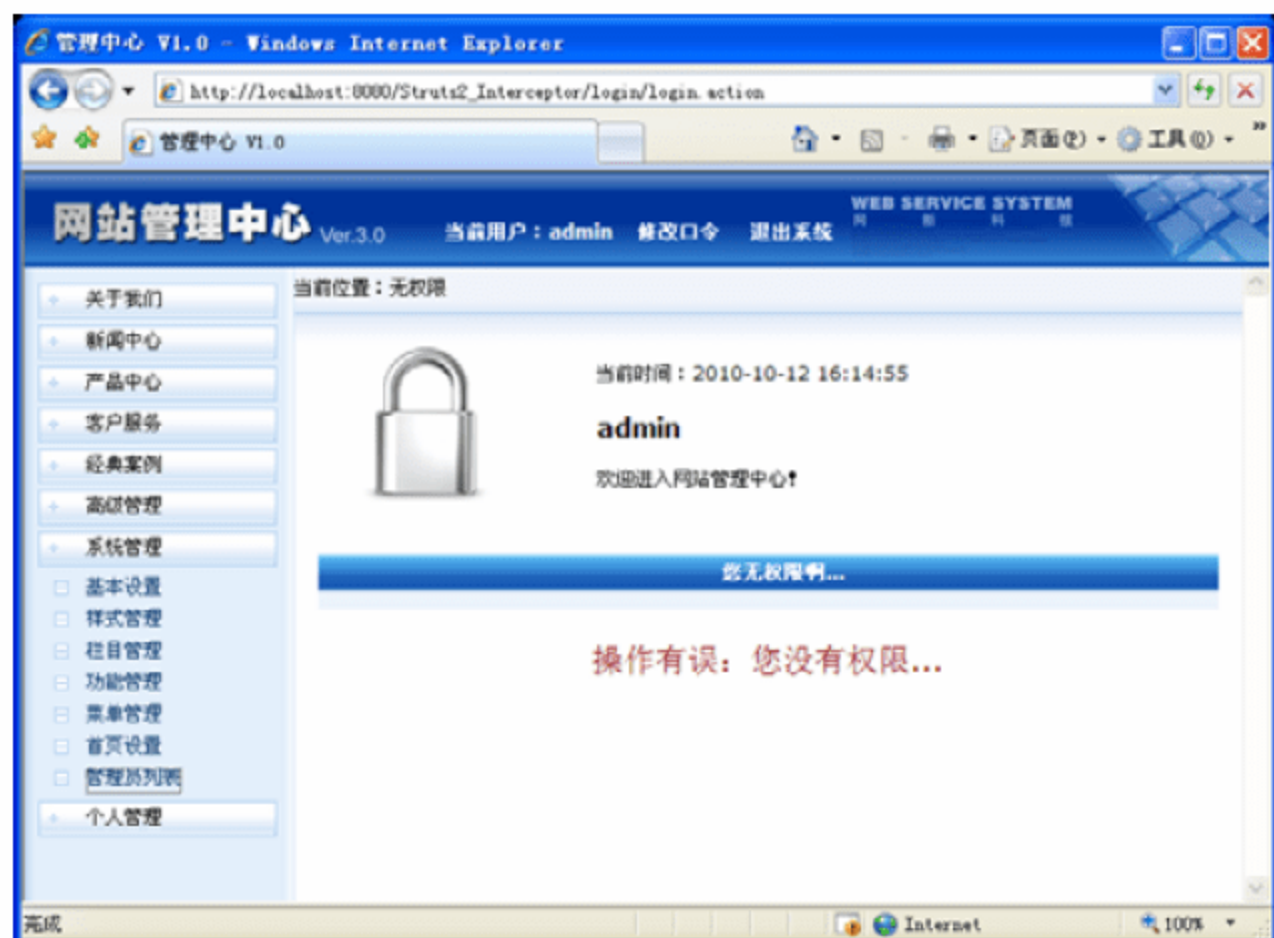 管理中心 V1.0 - Windows Internet Explorer
http://localhost:8080/Struts2_Interceptor/login/login.action
管理中心 V1.0
页面(P)
工具(O)
网站管理中心 Ver.3.0
当前用户：admin 修改口令 退出系统
WEB SERVICE SYSTEM
关于我们
新闻中心
产品中心
客户服务
经典案例
高级管理
系统管理
基本设置
样式管理
栏目管理
功能管理
菜单管理
首页设置
管理员列表
个人管理
当前位置：无权限
当前时间：2010-10-12 16:14:55
admin
欢迎进入网站管理中心！
您无权限啊...
操作有误：您没有权限...
完成
Internet
100%